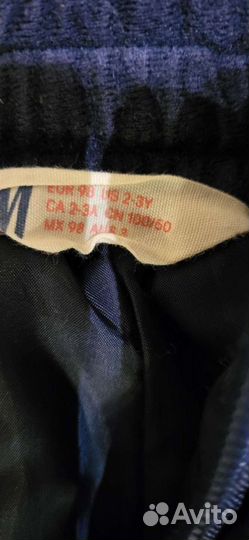 EUR 98 US 2-3Y
CA 2-3A CN 100/50
MX 98 AUS 3
Avito